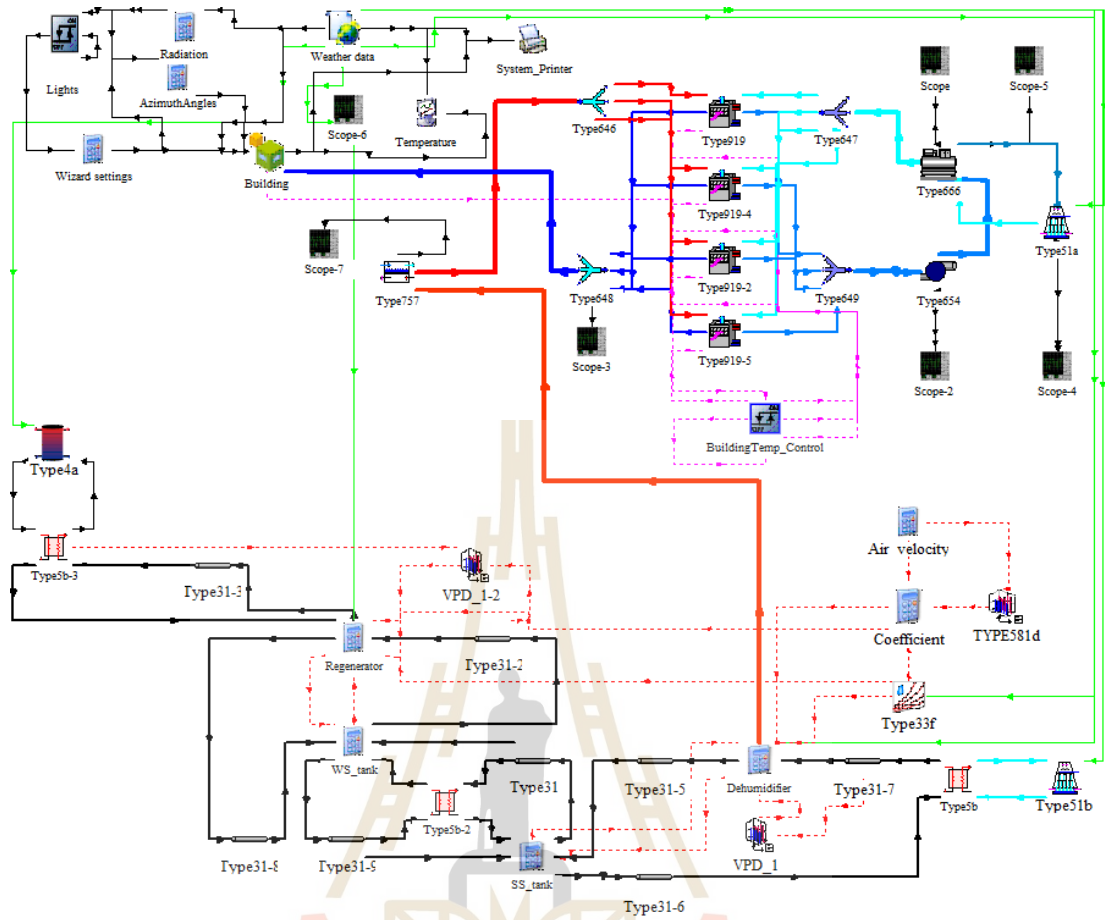 Lights
Radiation
Weather data
System_Printer
AzimuthAngles
Scope-6
Temperature
Wizard settings
Building
Scope
Scope-5
Type646
Type919
Type647
Type666
Type919-4
Type51a
Scope-7
Type757
Type648
Type919-2
Type649
Type654
Scope-3
Type919-5
Scope-2
Scope-4
BuildingTemp_Control
Type4a
Type5b-3
Type31-3
VPD_1-2
Air_velocity
Coefficient
TYPE581d
Regenerator
Type31-2
Type33f
WS_tank
Type31
Type31-5
Dehumidifier
Type31-7
Type5b
Type51b
Type5b-2
Type31-8
Type31-9
SS_tank
VPD_1
Type31-6